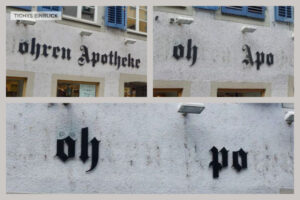 TICHYS EINBLICK
ohren Apotheke
oh Apo
oh po